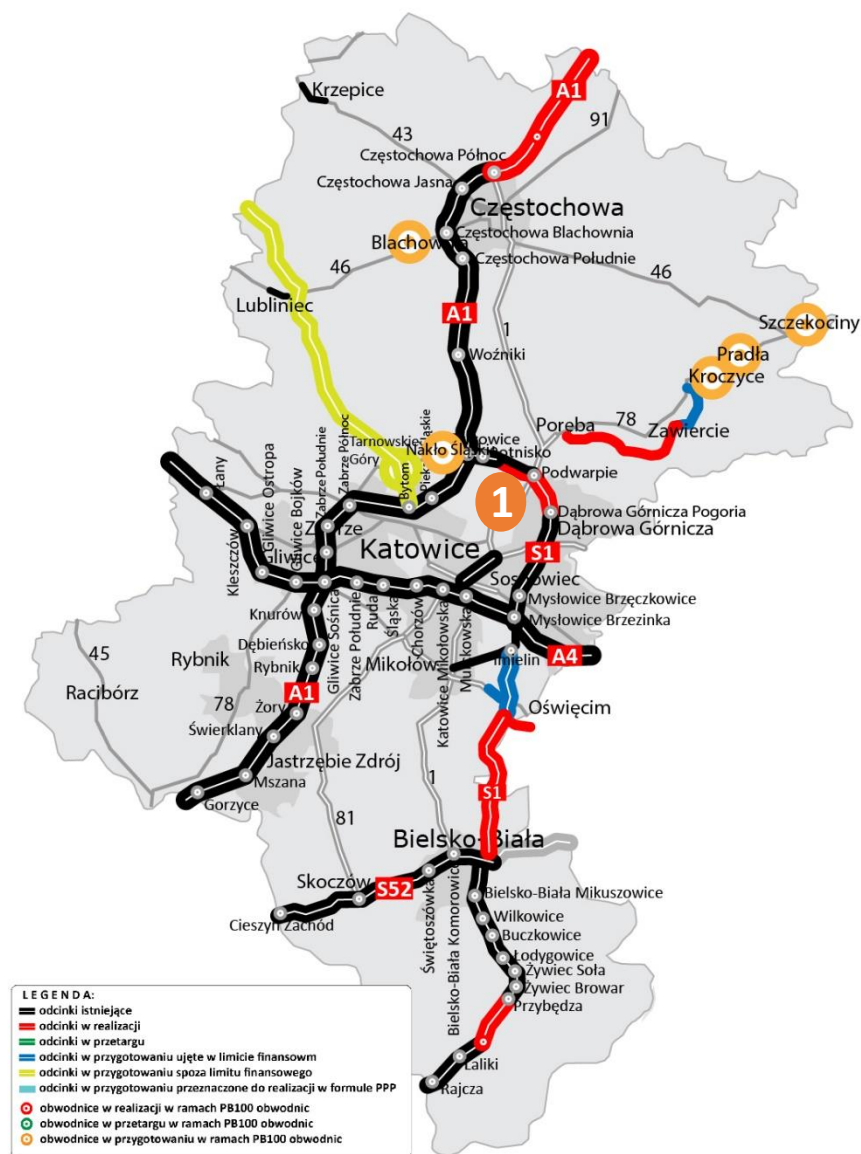 A1
Krzepice
91
43
Częstochowa Północ
Częstochowa Jasna
Częstochowa
Częstochowa Blachownia
Blachownia
Częstochowa Południe
46
46
Lubliniec
A1
Szczekociny
1
Pradła
Woźniki
Kroczyce
Poręba
78
Zawiercie
Tarnowskie
Góry
Nakło Śląskie
Podwarpie
Łany
Gliwice Ostropa
Gliwice Bojków
Zabrze Południe
Zabrze Północ
Bytom
1
Dąbrowa Górnicza Pogoria
Dąbrowa Górnicza
Katowice
S1
Kleszczów
Gliwice
Sosnowiec
Mysłowice Brzęczkowice
Mysłowice Brzezinka
Knurów
Gliwice Sośnica
Zabrze Południe
Ruda
Śląska
Chorzów
Katowice Mikołowska
Murckowska
Dębieńsko
Imielin
A4
45
Rybnik
Rybnik
Mikołów
Racibórz
A1
78
Żory
Oświęcim
Świerklany
Jastrzębie Zdrój
Mszana
1
S1
Gorzyce
81
Bielsko-Biała
Skoczów
S52
Świętoszówka
Bielsko-Biała Komorowice
Bielsko-Biała Mikuszowice
Cieszyn Zachód
Wilkowice
Buczkowice
Łodygowice
Żywiec Soła
Żywiec Browar
Przybędza
Laliki
Rajcza
LEGENDA:
odcinki istniejące
odcinki w realizacji
odcinki w przetargu
odcinki w przygotowaniu ujęte w limicie finansowm
odcinki w przygotowaniu spoza limitu finansowego
odcinki w przygotowaniu przeznaczone do realizacji w formule PPP
obwodnice w realizacji w ramach PB100 obwodnic
obwodnice w przetargu w ramach PB100 obwodnic
obwodnice w przygotowaniu w ramach PB100 obwodnic